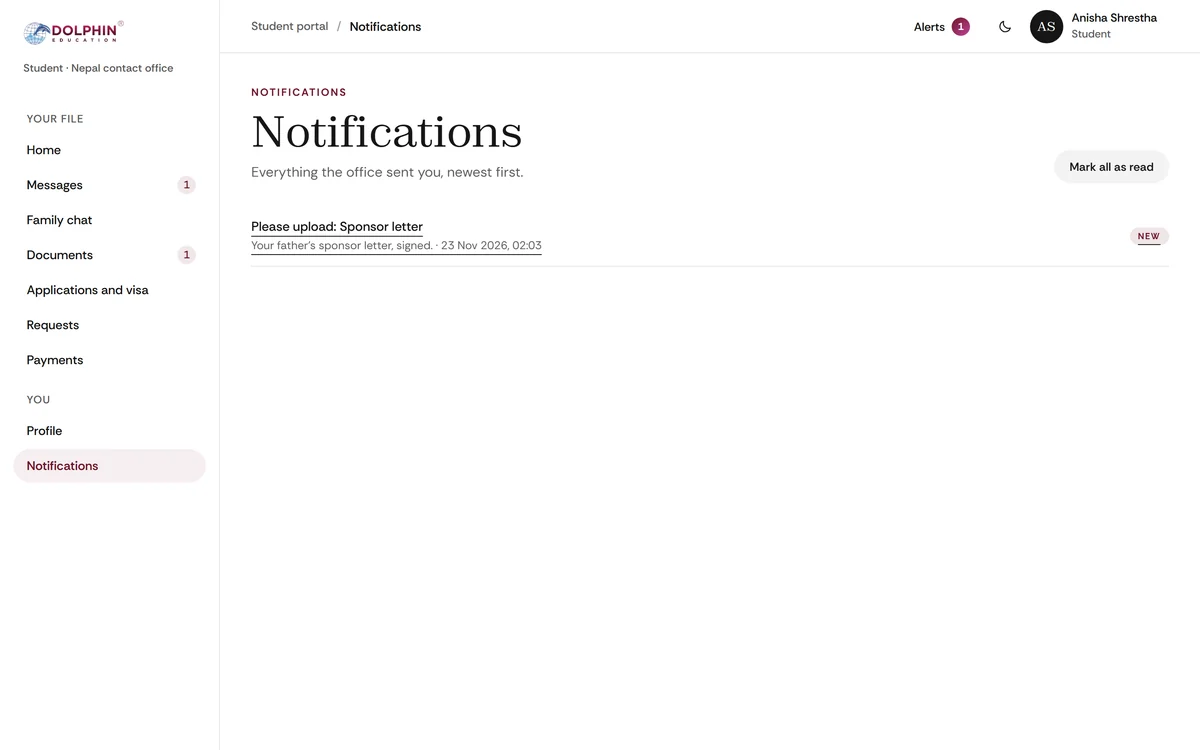 DOLPHIN®
EDUCATION
Student · Nepal contact office
YOUR FILE
Home
Messages 1
Family chat
Documents 1
Applications and visa
Requests
Payments
YOU
Profile
Notifications
Student portal / Notifications
Alerts 1
AS
Anisha Shrestha
Student
NOTIFICATIONS
Notifications
Everything the office sent you, newest first.
Mark all as read
Please upload: Sponsor letter
Your father's sponsor letter, signed. · 23 Nov 2026, 02:03
NEW